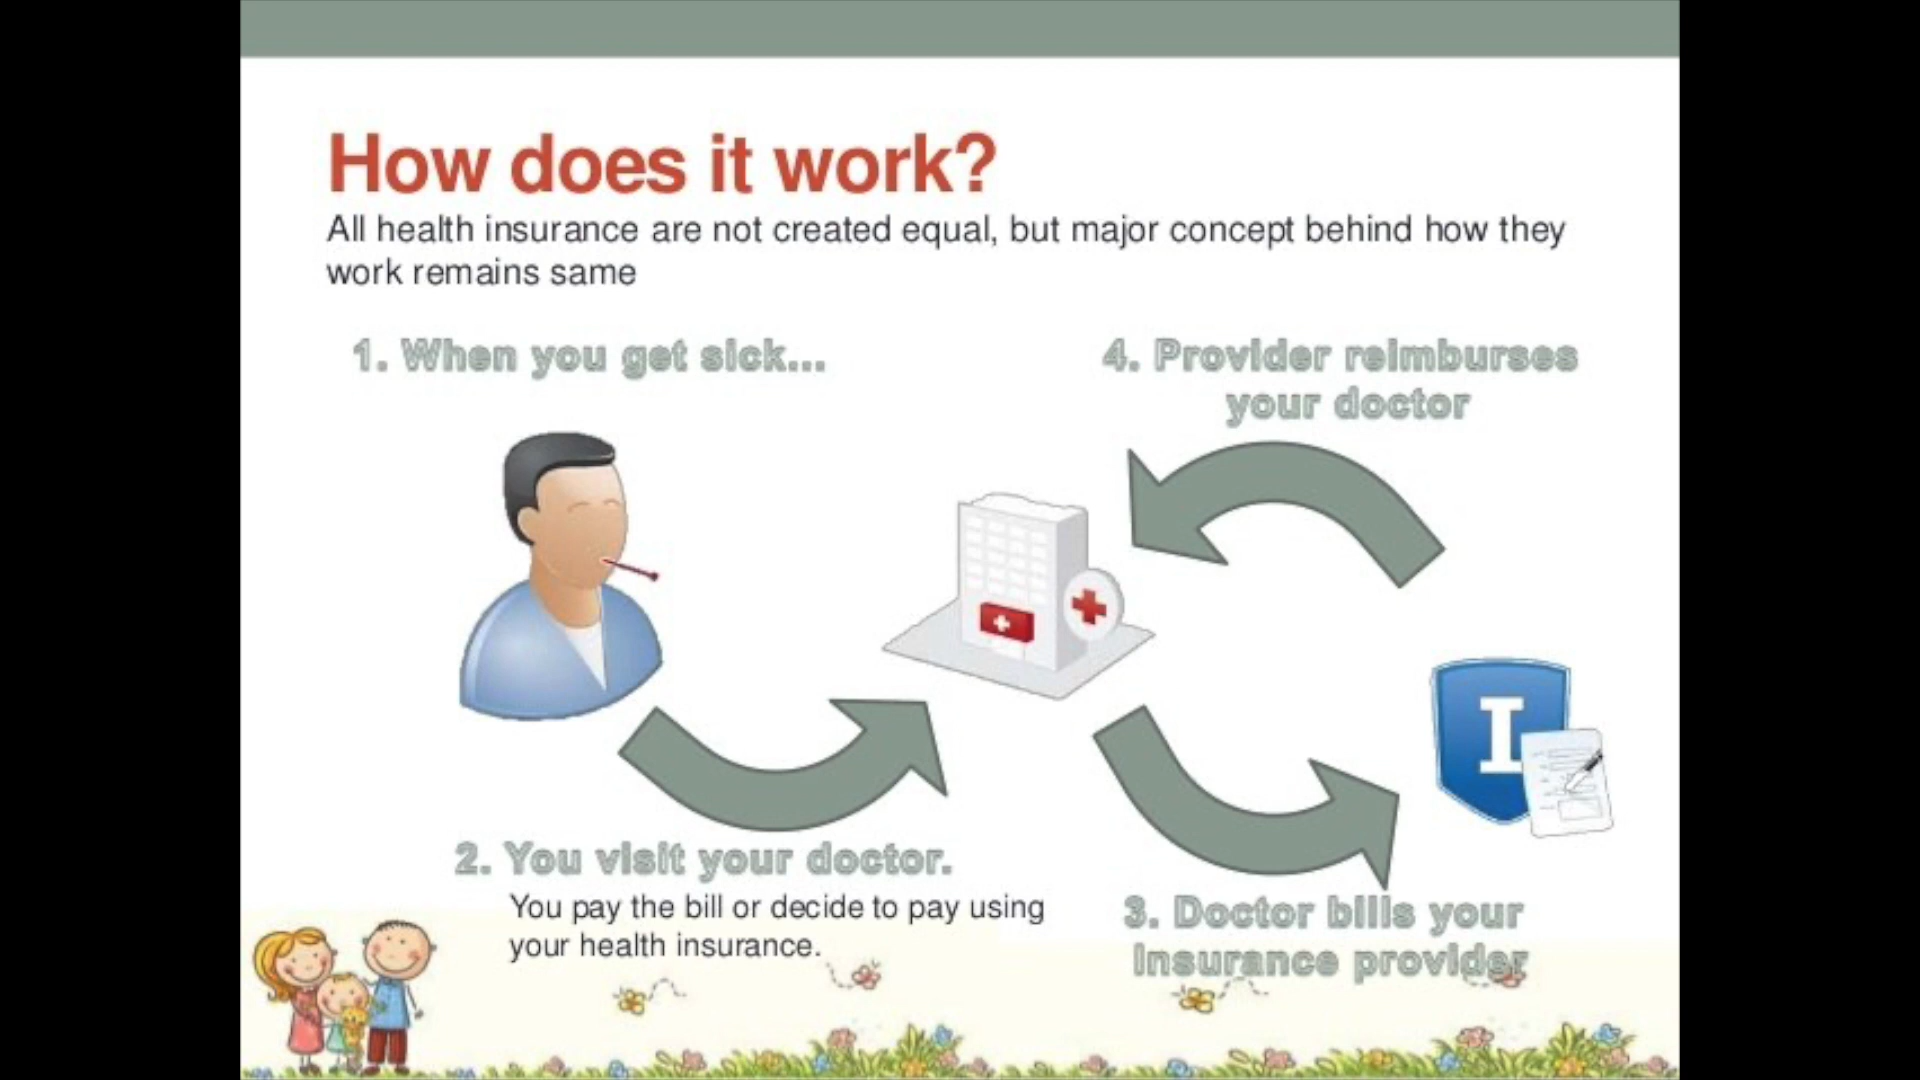 How does it work?
All health insurance are not created equal, but major concept behind how they
work remains same
1. When you get sick...
4. Provider reimburses
your doctor
I
2. You visit your doctor.
You pay the bill or decide to pay using
your health insurance.
3. Doctor bills your
Insurance provider